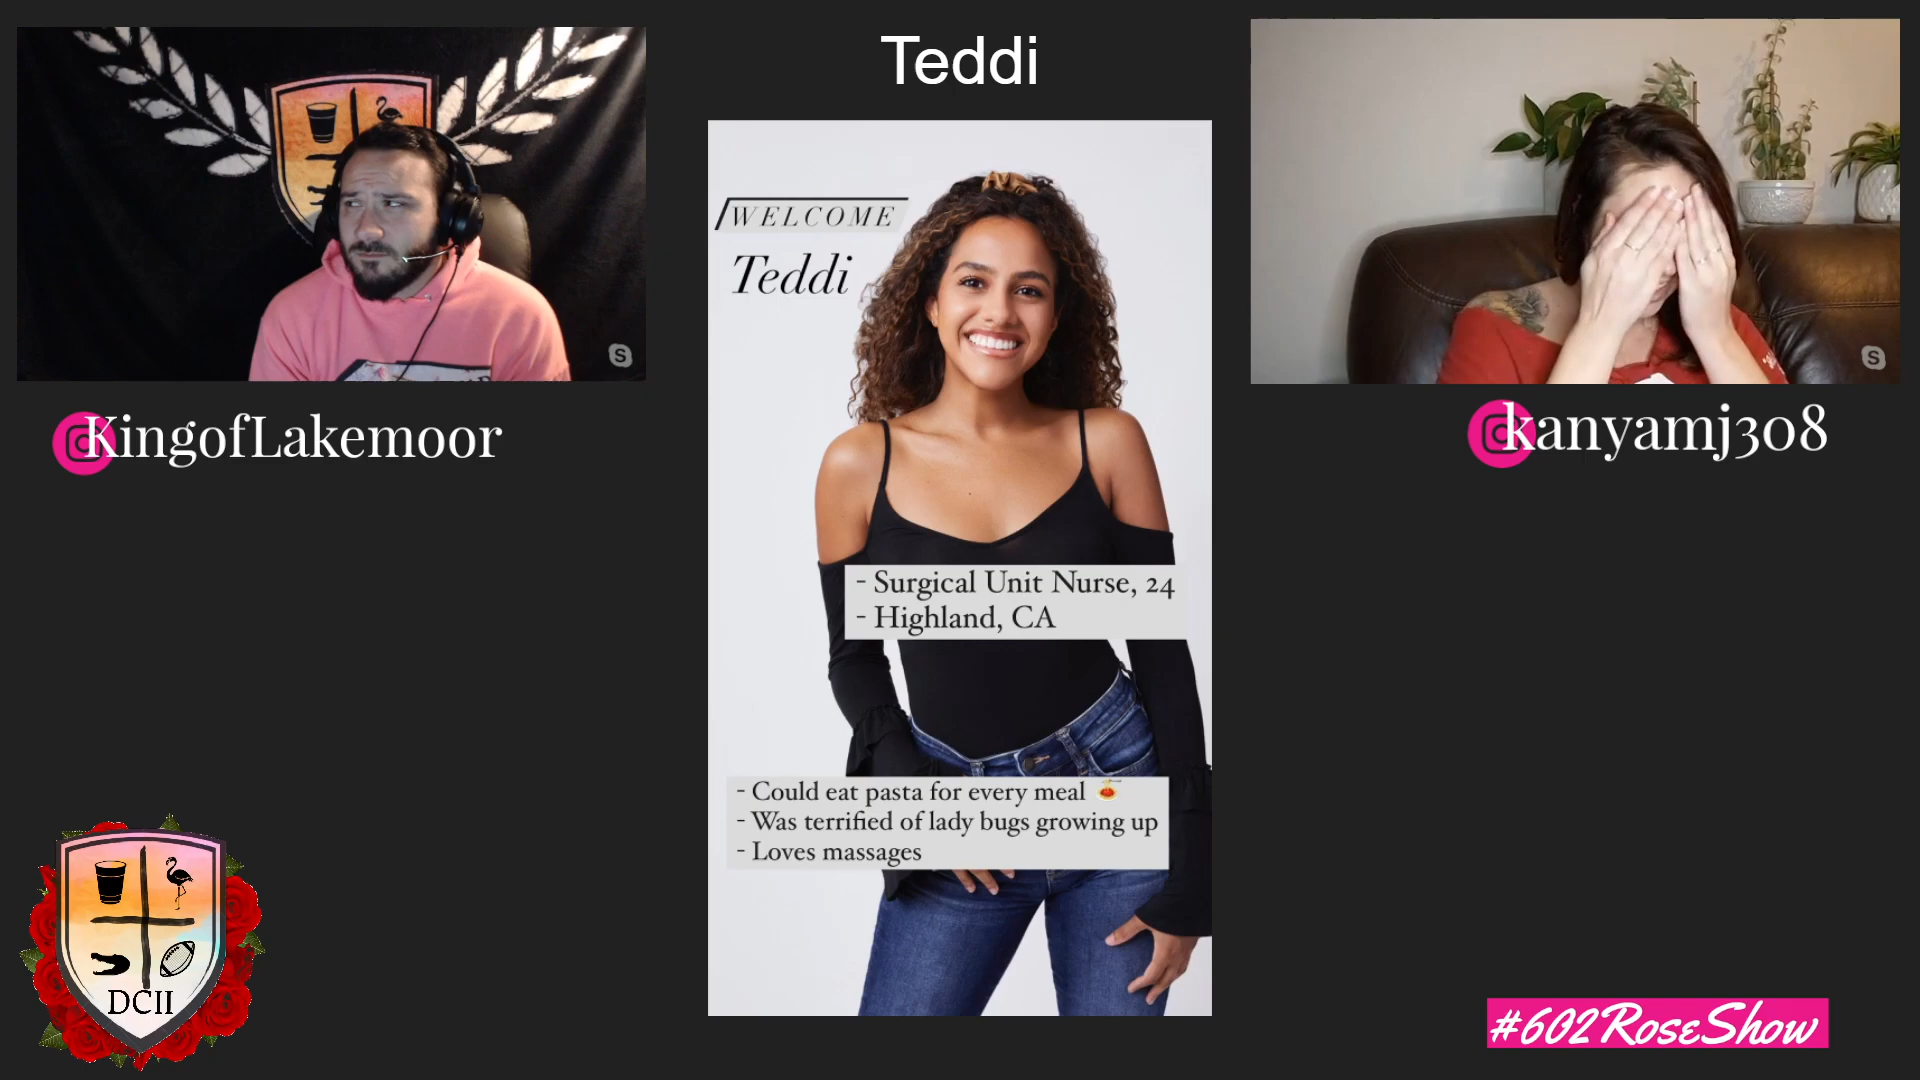 Teddi
WELCOME
Teddi
- Surgical Unit Nurse, 24
- Highland, CA
- Could eat pasta for every meal 🍝
- Was terrified of lady bugs growing up
- Loves massages
S
S
KingofLakemoor
kanyamj308
DCII
#602RoseShow